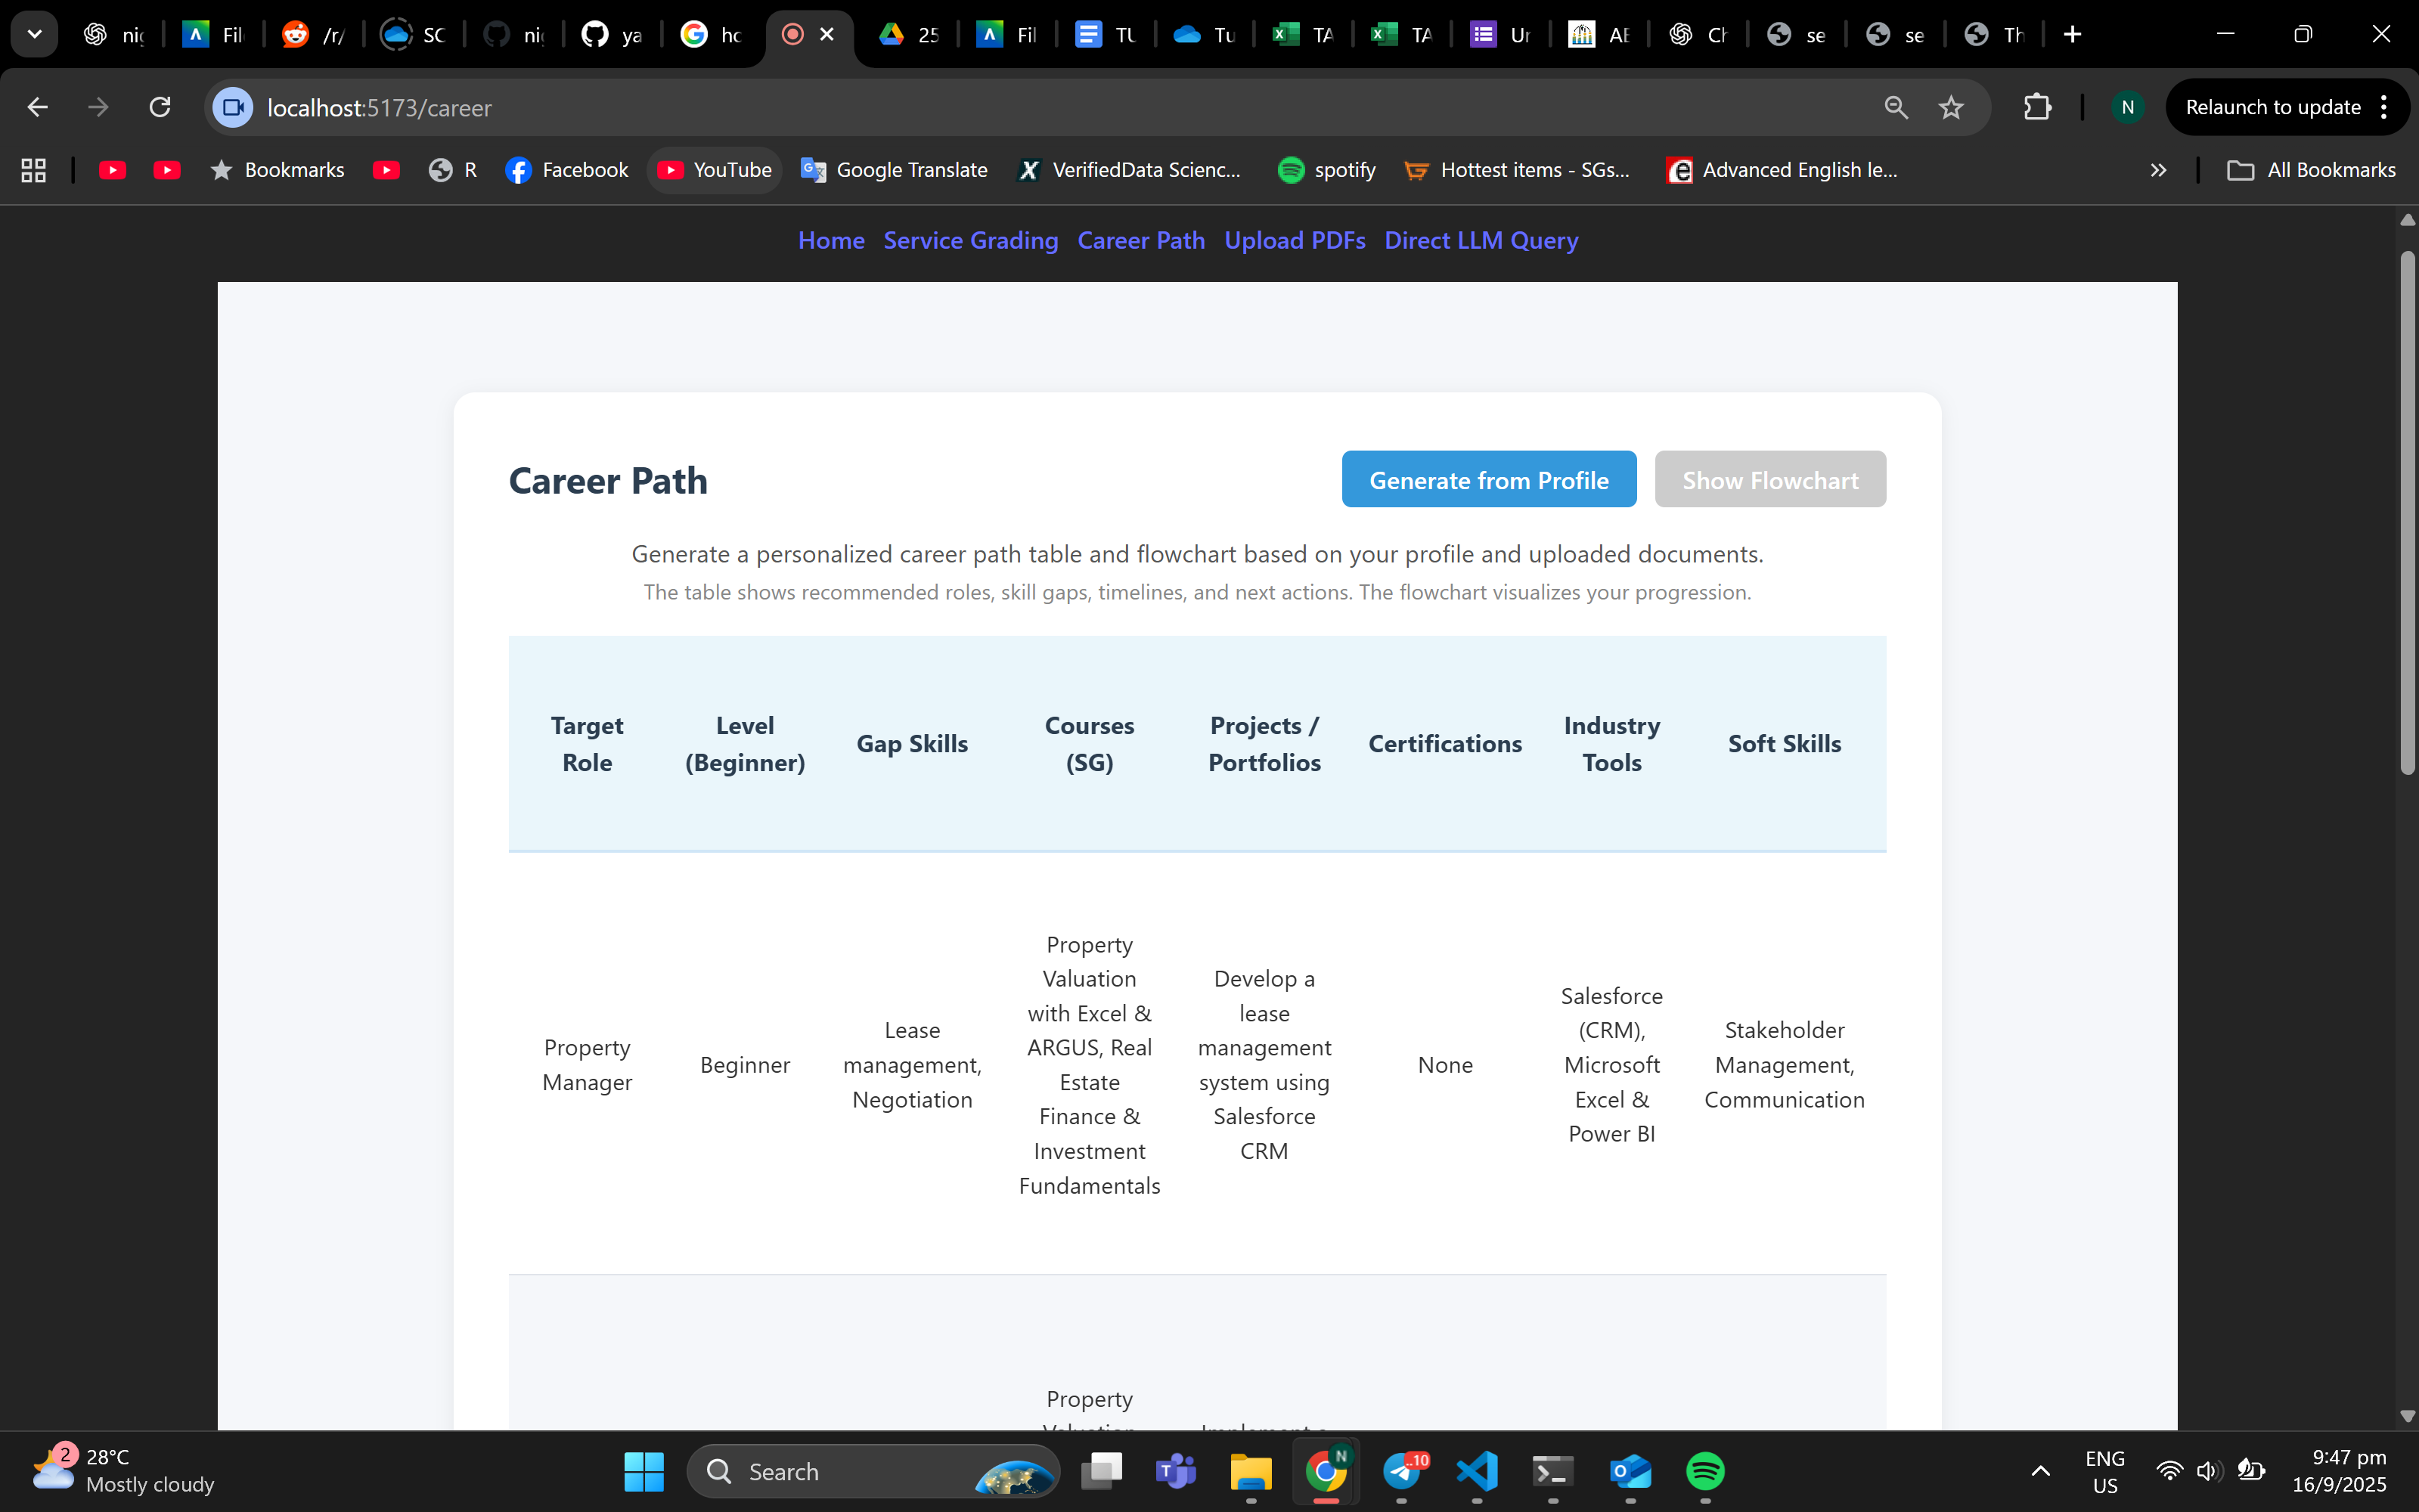 nig
Fil
/r/
SC
nig
ya
hc
25
Fil
TU
Tu
TA
TA
Ur
AE
Ch
se
se
Th
localhost:5173/career
N
Relaunch to update
Bookmarks
R
Facebook
YouTube
Google Translate
VerifiedData Scienc...
spotify
Hottest items - SGs...
Advanced English le...
All Bookmarks
Home Service Grading Career Path Upload PDFs Direct LLM Query
Career Path
Generate from Profile
Show Flowchart
Generate a personalized career path table and flowchart based on your profile and uploaded documents.
The table shows recommended roles, skill gaps, timelines, and next actions. The flowchart visualizes your progression.
Target
Role
Level
(Beginner)
Gap Skills
Courses
(SG)
Projects /
Portfolios
Certifications
Industry
Tools
Soft Skills
Property
Manager
Beginner
Lease
management,
Negotiation
Property
Valuation
with Excel &
ARGUS, Real
Estate
Finance &
Investment
Fundamentals
Develop a
lease
management
system using
Salesforce
CRM
None
Salesforce
(CRM),
Microsoft
Excel &
Power BI
Stakeholder
Management,
Communication
Property
Valuation
Implement a
2
28°C
Mostly cloudy
Search
N
10
ENG
US
9:47 pm
16/9/2025